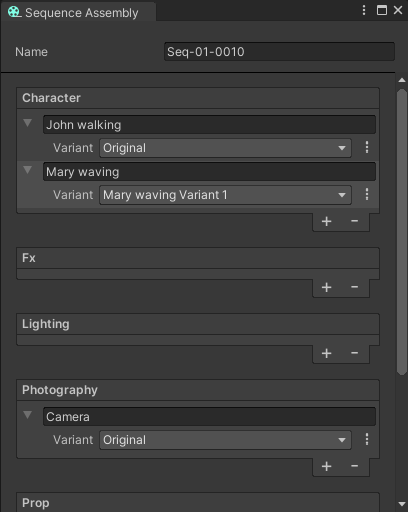 Sequence Assembly
Name Seq-01-0010
Character
John walking
Variant Original
Mary waving
Variant Mary waving Variant 1
+ -
Fx
+ -
Lighting
+ -
Photography
Camera
Variant Original
+ -
Prop